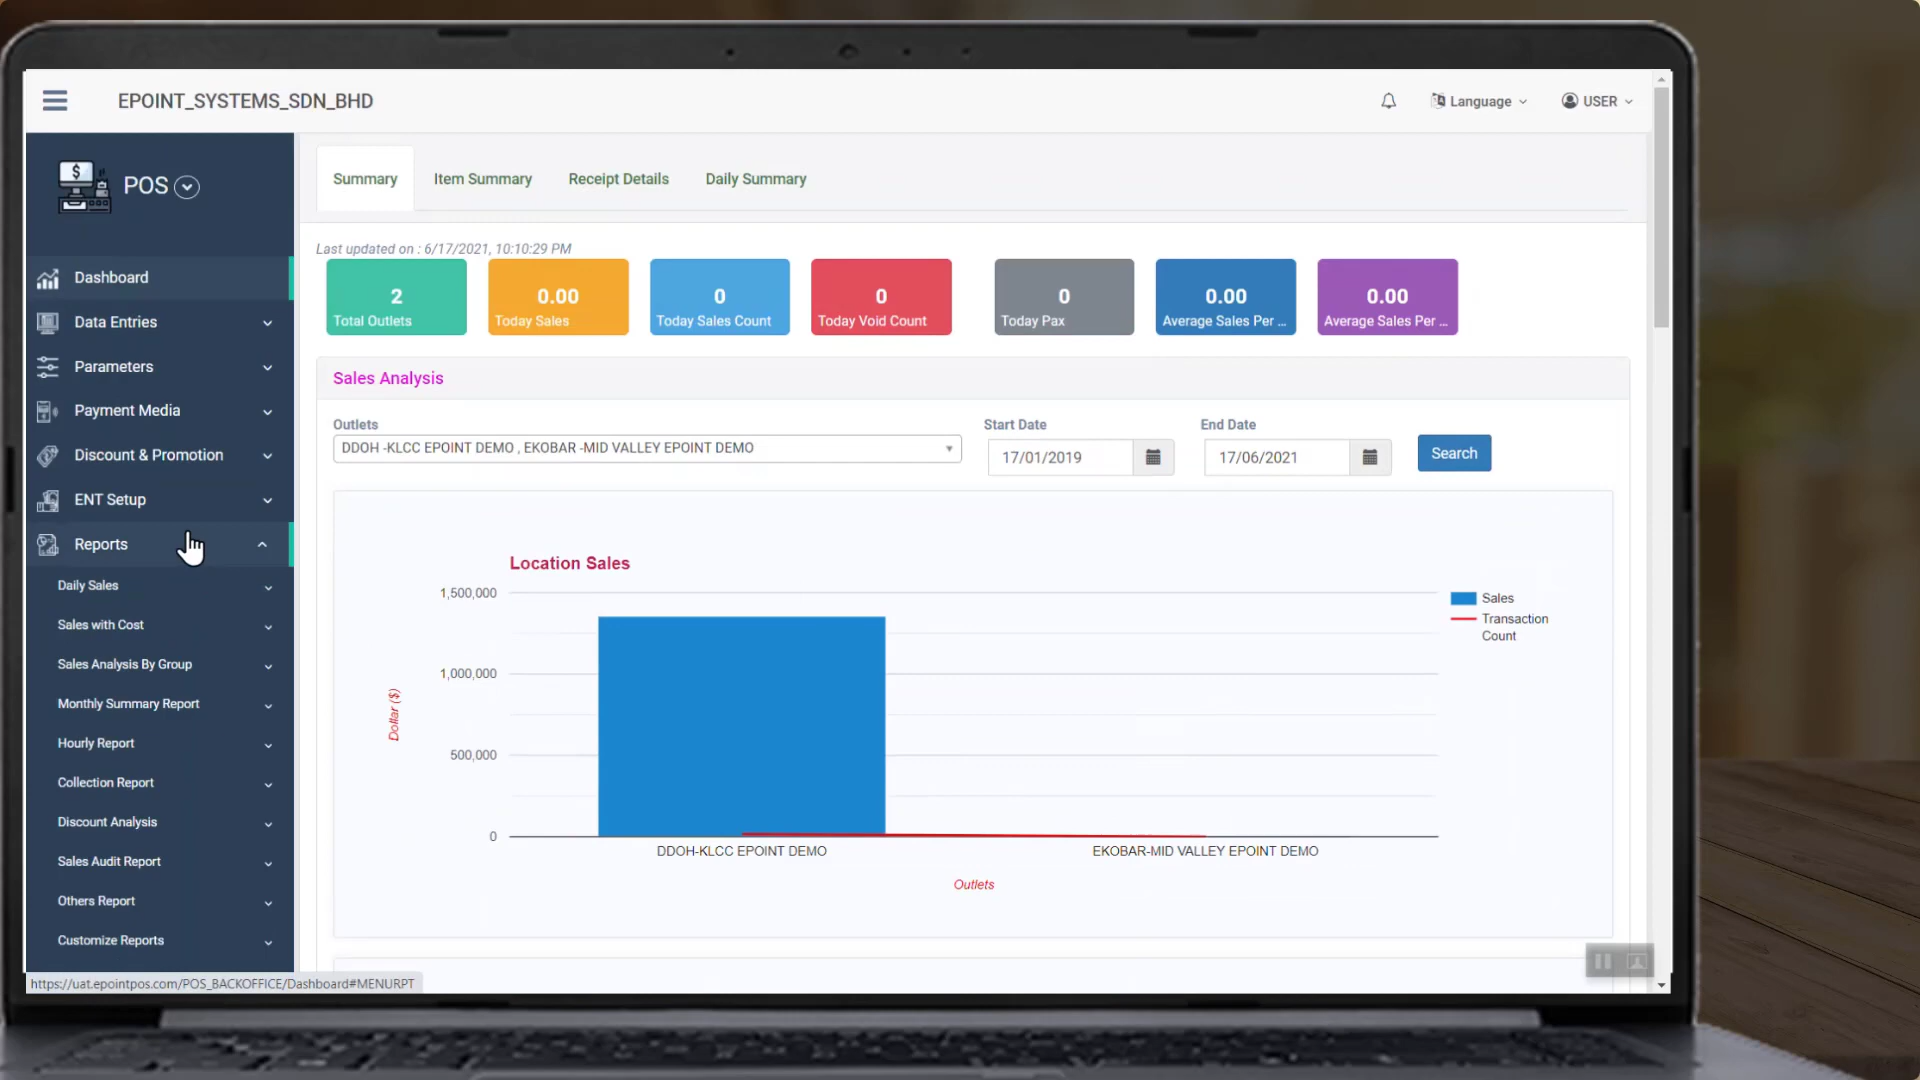 EPOINT_SYSTEMS_SDN_BHD
Language
USER
POS
Summary
Item Summary
Receipt Details
Daily Summary
Last updated on : 6/17/2021, 10:10:29 PM
2
Total Outlets
0.00
Today Sales
0
Today Sales Count
0
Today Void Count
0
Today Pax
0.00
Average Sales Per ...
0.00
Average Sales Per ...
Dashboard
Data Entries
Parameters
Payment Media
Discount & Promotion
ENT Setup
Reports
Daily Sales
Sales with Cost
Sales Analysis By Group
Monthly Summary Report
Hourly Report
Collection Report
Discount Analysis
Sales Audit Report
Others Report
Customize Reports
Sales Analysis
Outlets
DDOH -KLCC EPOINT DEMO , EKOBAR -MID VALLEY EPOINT DEMO
Start Date
17/01/2019
End Date
17/06/2021
Search
Location Sales
1,500,000
1,000,000
500,000
0
Dollar ($)
DDOH-KLCC EPOINT DEMO
EKOBAR-MID VALLEY EPOINT DEMO
Outlets
Sales
Transaction
Count
https://uat.epointpos.com/POS_BACKOFFICE/Dashboard#MENURPT